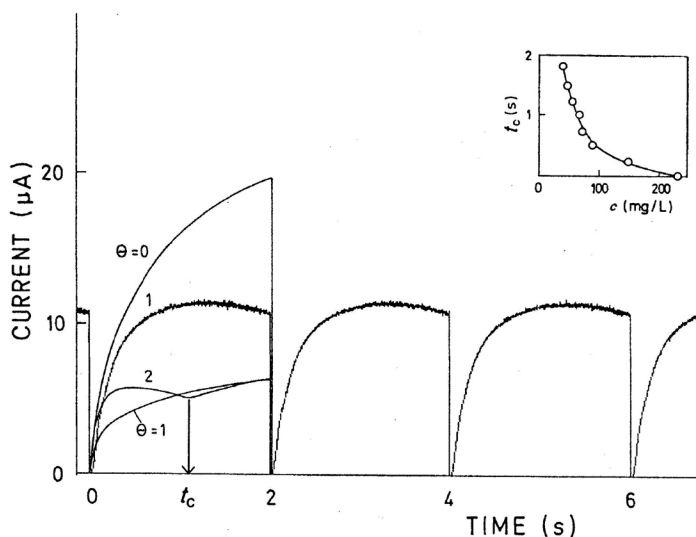 CURRENT (μA)
20
10
0
Θ=0
1
2
Θ=1
0
t_c
2
4
6
TIME (s)
2
1
0
t_c (s)
0
100
200
c (mg/L)